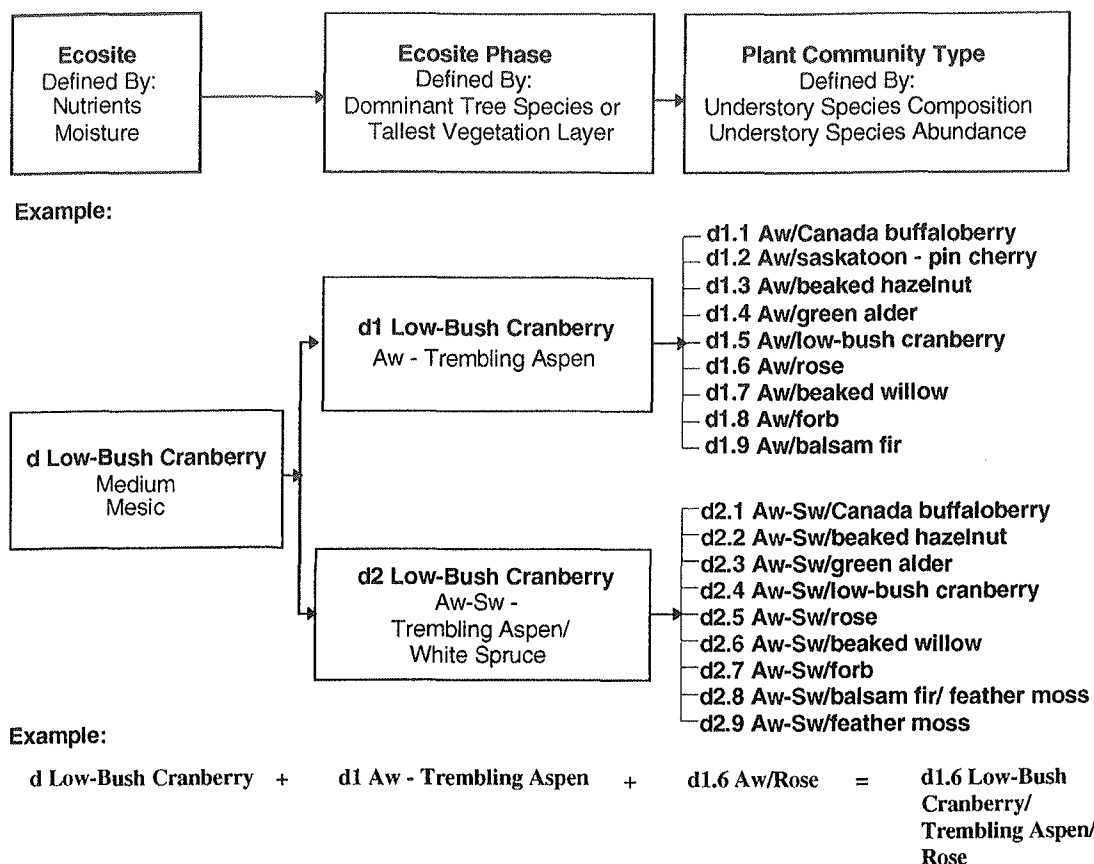 Ecosite
Defined By:
Nutrients
Moisture
Ecosite Phase
Defined By:
Domninant Tree Species or
Tallest Vegetation Layer
Plant Community Type
Defined By:
Understory Species Composition
Understory Species Abundance
Example:
d Low-Bush Cranberry
Medium
Mesic
d1 Low-Bush Cranberry
Aw - Trembling Aspen
d1.1 Aw/Canada buffaloberry
d1.2 Aw/saskatoon - pin cherry
d1.3 Aw/beaked hazelnut
d1.4 Aw/green alder
d1.5 Aw/low-bush cranberry
d1.6 Aw/rose
d1.7 Aw/beaked willow
d1.8 Aw/forb
d1.9 Aw/balsam fir
d2 Low-Bush Cranberry
Aw-Sw -
Trembling Aspen/
White Spruce
d2.1 Aw-Sw/Canada buffaloberry
d2.2 Aw-Sw/beaked hazelnut
d2.3 Aw-Sw/green alder
d2.4 Aw-Sw/low-bush cranberry
d2.5 Aw-Sw/rose
d2.6 Aw-Sw/beaked willow
d2.7 Aw-Sw/forb
d2.8 Aw-Sw/balsam fir/ feather moss
d2.9 Aw-Sw/feather moss
Example:
d Low-Bush Cranberry + d1 Aw - Trembling Aspen + d1.6 Aw/Rose = d1.6 Low-Bush
Cranberry/
Trembling Aspen/
Rose